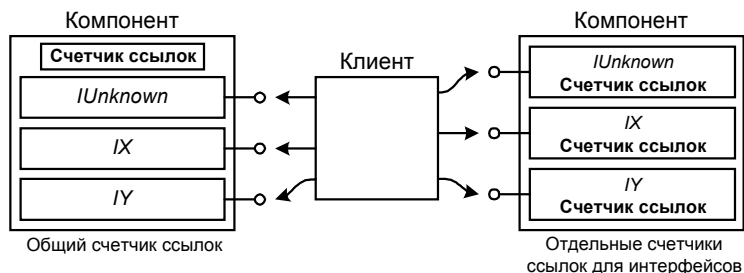 Компонент
Счетчик ссылок
IUnknown
IX
IY
Общий счетчик ссылок
Клиент
Компонент
IUnknown
Счетчик ссылок
IX
Счетчик ссылок
IY
Счетчик ссылок
Отдельные счетчики
ссылок для интерфейсов